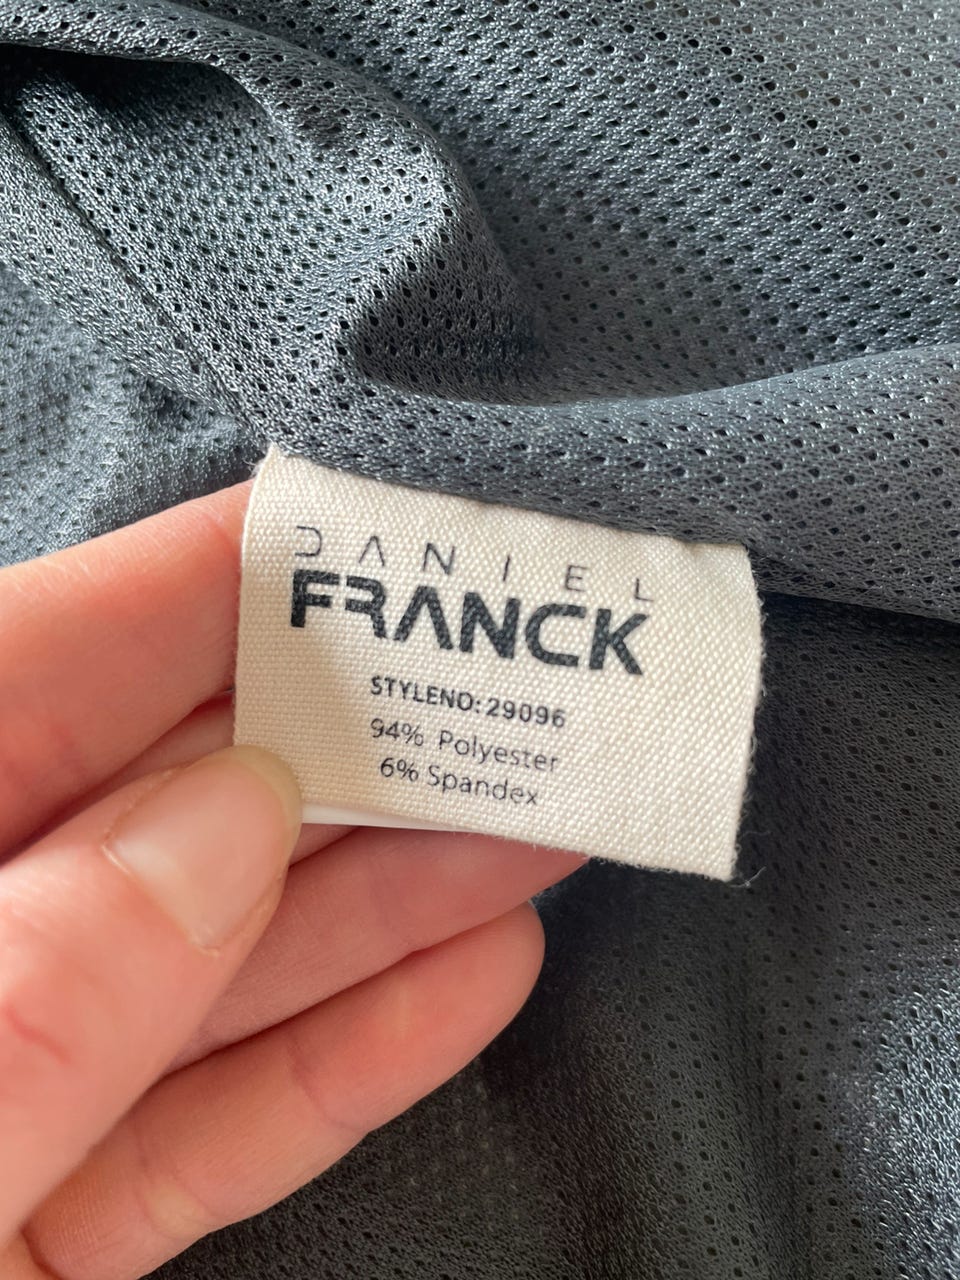 DANIEL
FRANCK
STYLENO: 29096
94% Polyester
6% Spandex